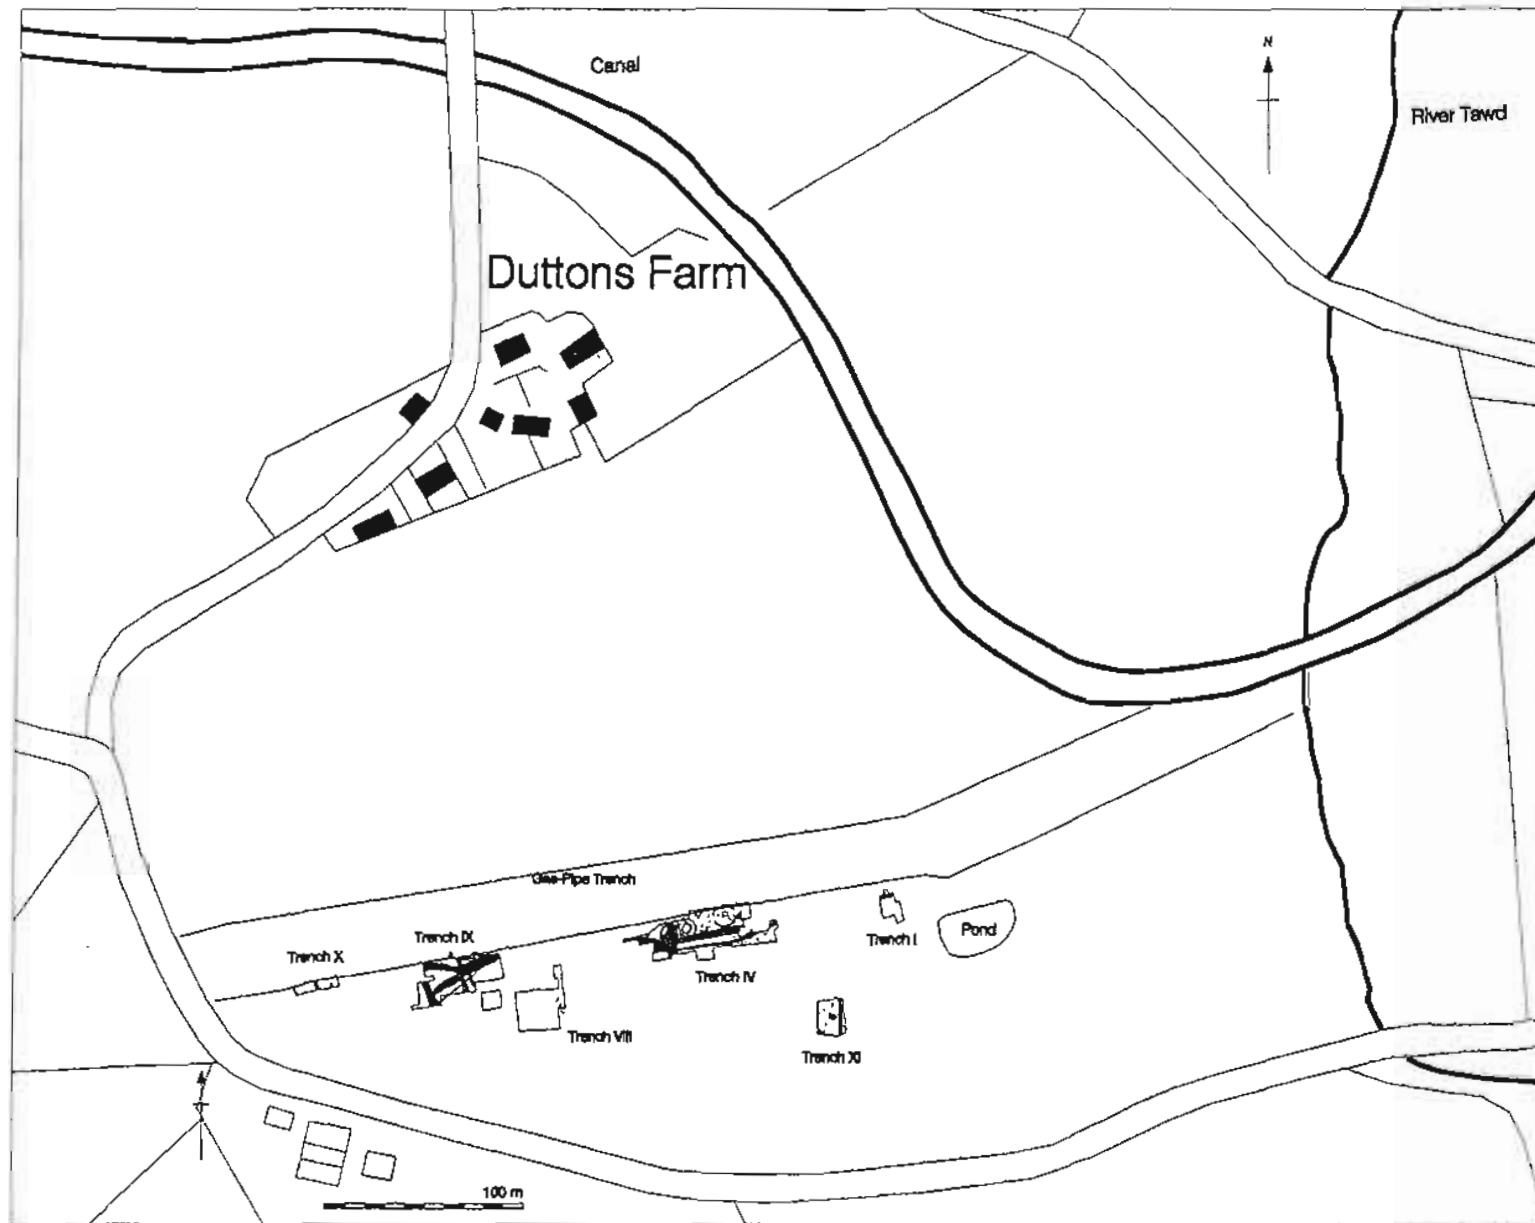 Canal
N
River Tawd
Duttons Farm
Gas-Pipe Trench
Trench IX
Trench X
Trench I
Pond
Trench IV
Trench VIII
Trench XI
100 m